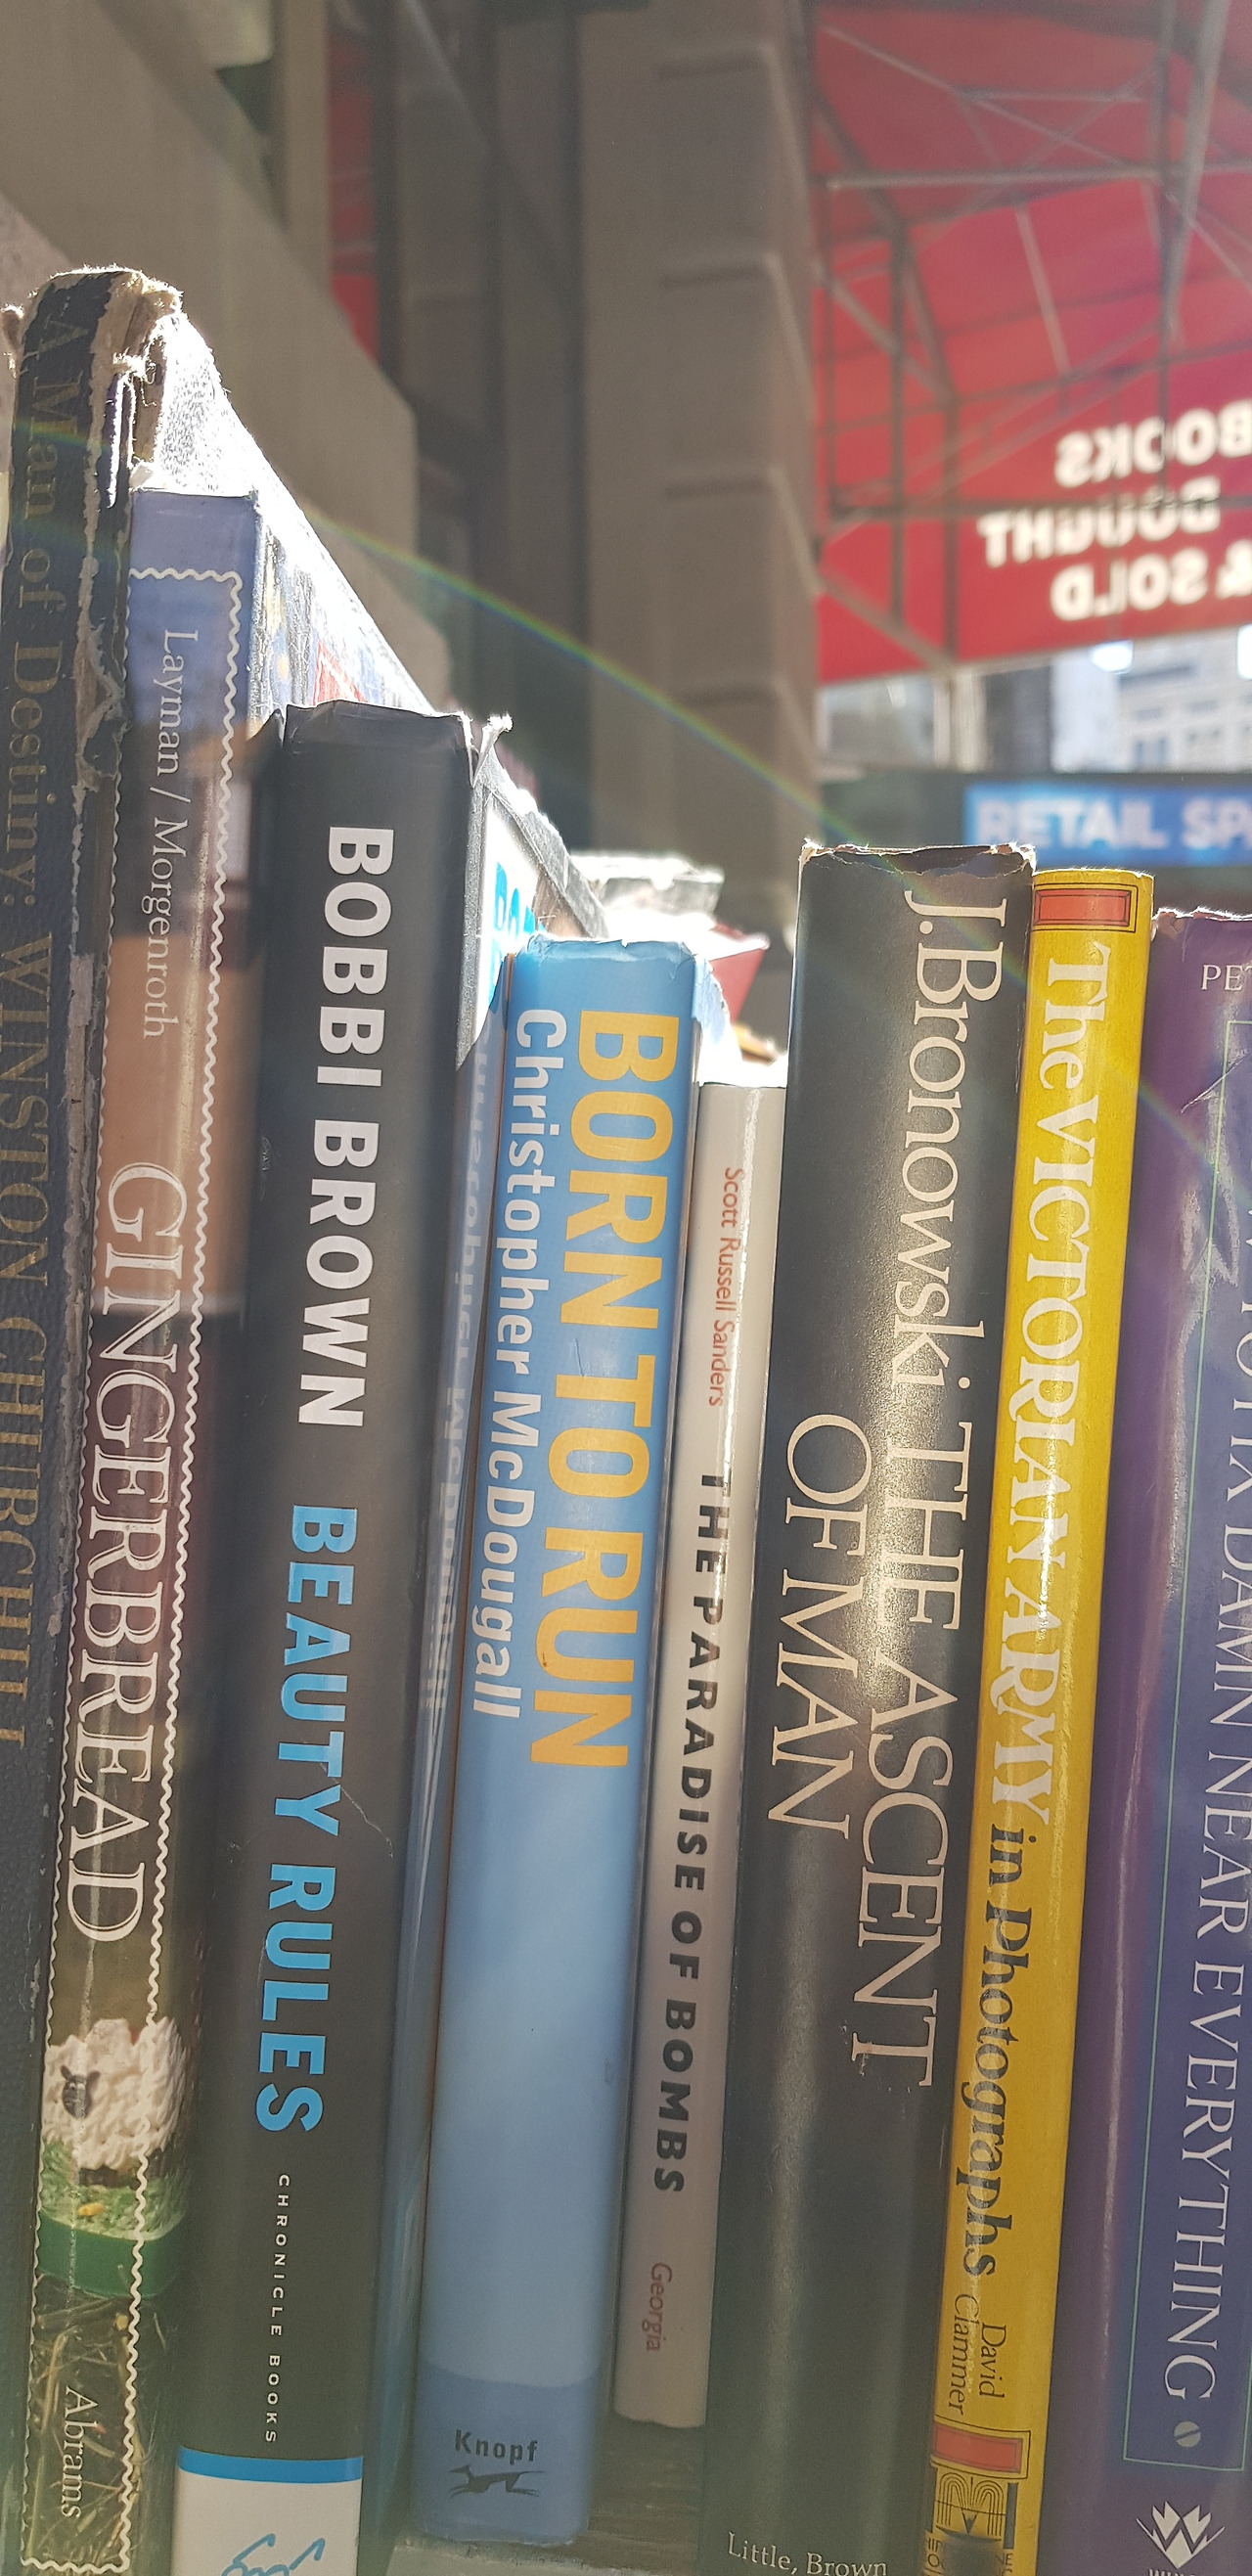 A Man of Destiny: WINSTON CHURCHILL
Layman / Morgenroth GINGERBREAD Abrams
BOBBI BROWN BEAUTY RULES CHRONICLE BOOKS
BORN TO RUN
Christopher McDougall
Knopf
Scott Russell Sanders THE PARADISE OF BOMBS Georgia
J. Bronowski THE ASCENT
OF MAN
Little, Brown
The VICTORIAN ARMY in Photographs David
Clammer
DAMN NEAR EVERYTHING
BOOKS
BOUGHT
& SOLD
RETAIL